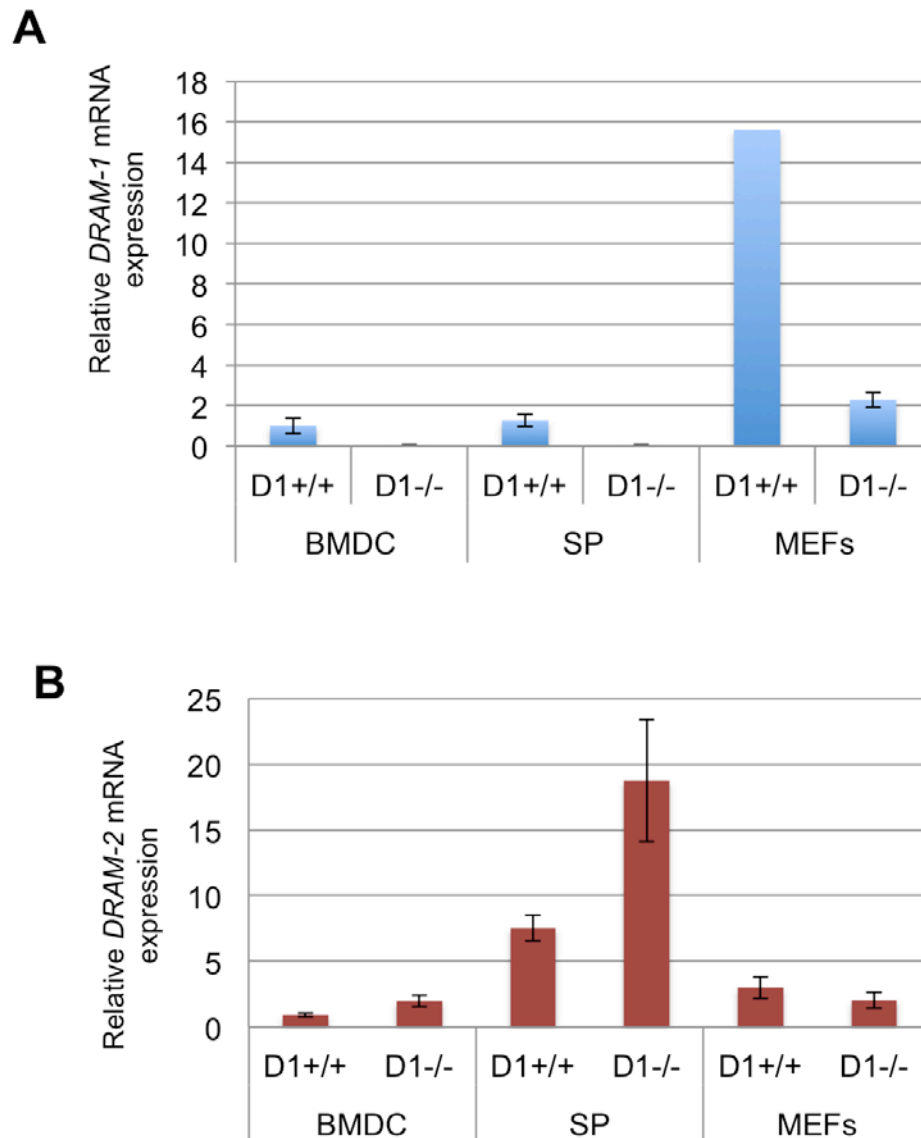 A
Relative DRAM-1 mRNA
expression
18
16
14
12
10
8
6
4
2
0
D1+/+ D1-/- D1+/+ D1-/- D1+/+ D1-/-
BMDC SP MEFs
B
Relative DRAM-2 mRNA
expression
25
20
15
10
5
0
D1+/+ D1-/- D1+/+ D1-/- D1+/+ D1-/-
BMDC SP MEFs